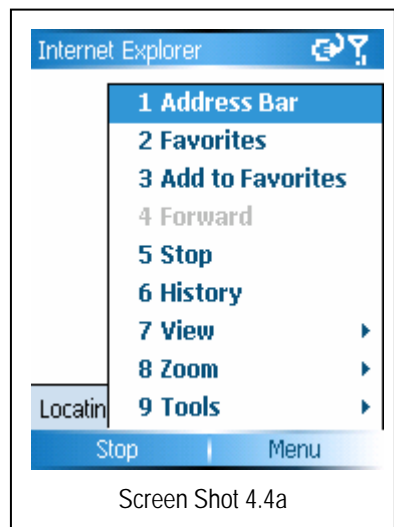 Internet Explorer
1 Address Bar
2 Favorites
3 Add to Favorites
4 Forward
5 Stop
6 History
7 View
8 Zoom
Locatin
9 Tools
Stop
Menu
Screen Shot 4.4a